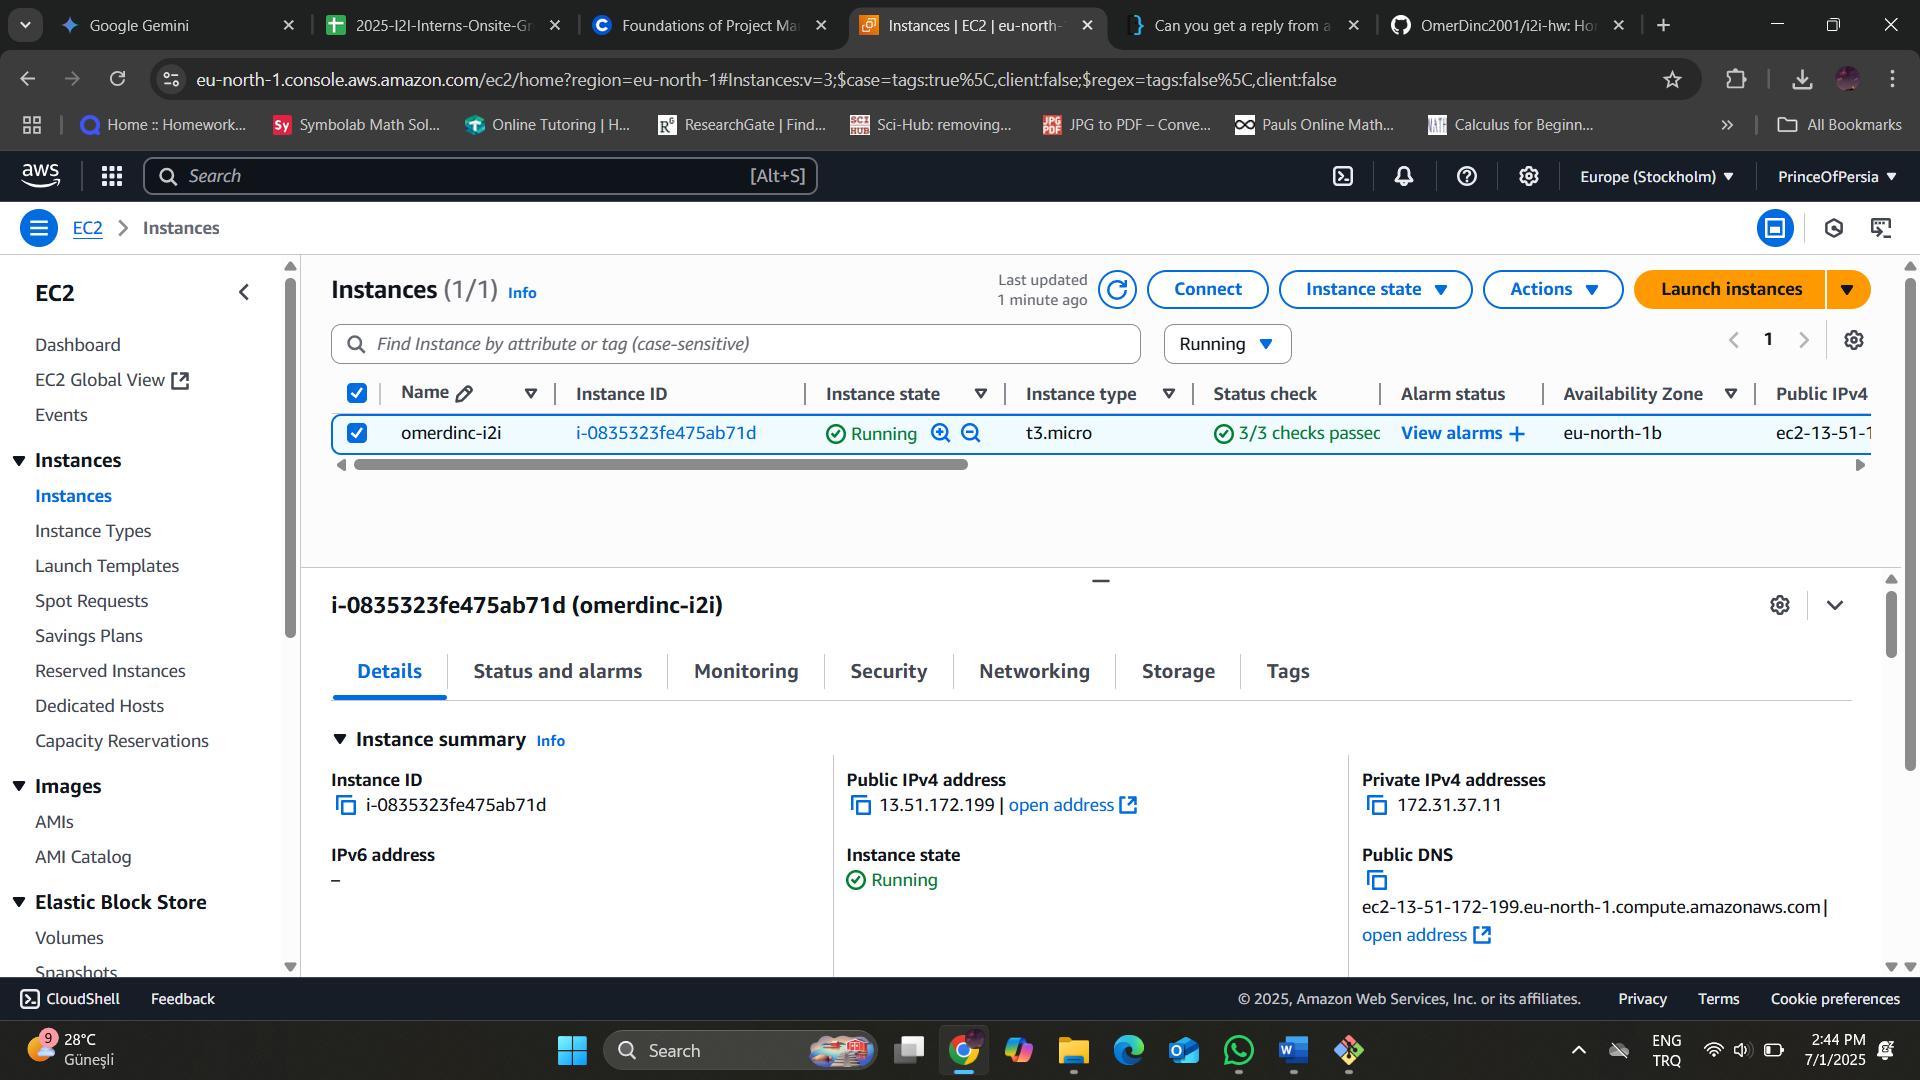 Google Gemini
2025-I2I-Interns-Onsite-Gr
Foundations of Project Ma
Instances | EC2 | eu-north-
Can you get a reply from a
OmerDinc2001/i2i-hw: Ho
eu-north-1.console.aws.amazon.com/ec2/home?region=eu-north-1#Instances:v=3;$case=tags:true%5C,client:false;$regex=tags:false%5C,client:false
Home :: Homework...
Sy Symbolab Math Sol...
Online Tutoring | H...
ResearchGate | Find...
SCI HUB Sci-Hub: removing...
JPG PDF JPG to PDF – Conve...
Pauls Online Math...
MATH Calculus for Beginn...
All Bookmarks
aws
Search [Alt+S]
Europe (Stockholm)
PrinceOfPersia
EC2 Instances
EC2
Dashboard
EC2 Global View
Events
Instances
Instances
Instance Types
Launch Templates
Spot Requests
Savings Plans
Reserved Instances
Dedicated Hosts
Capacity Reservations
Images
AMIs
AMI Catalog
Elastic Block Store
Volumes
Snapshots
Instances (1/1) Info
Last updated
1 minute ago
Connect
Instance state
Actions
Launch instances
Find Instance by attribute or tag (case-sensitive)
Running
1
Name Instance ID Instance state Instance type Status check Alarm status Availability Zone Public IPv4
omerdinc-i2i i-0835323fe475ab71d Running t3.micro 3/3 checks passed View alarms + eu-north-1b ec2-13-51-1
i-0835323fe475ab71d (omerdinc-i2i)
Details Status and alarms Monitoring Security Networking Storage Tags
Instance summary Info
Instance ID
i-0835323fe475ab71d
Public IPv4 address
13.51.172.199 | open address
Private IPv4 addresses
172.31.37.11
IPv6 address
–
Instance state
Running
Public DNS
ec2-13-51-172-199.eu-north-1.compute.amazonaws.com |
open address
CloudShell Feedback
© 2025, Amazon Web Services, Inc. or its affiliates. Privacy Terms Cookie preferences
9
28°C
Güneşli
Search
ENG
TRQ
2:44 PM
7/1/2025